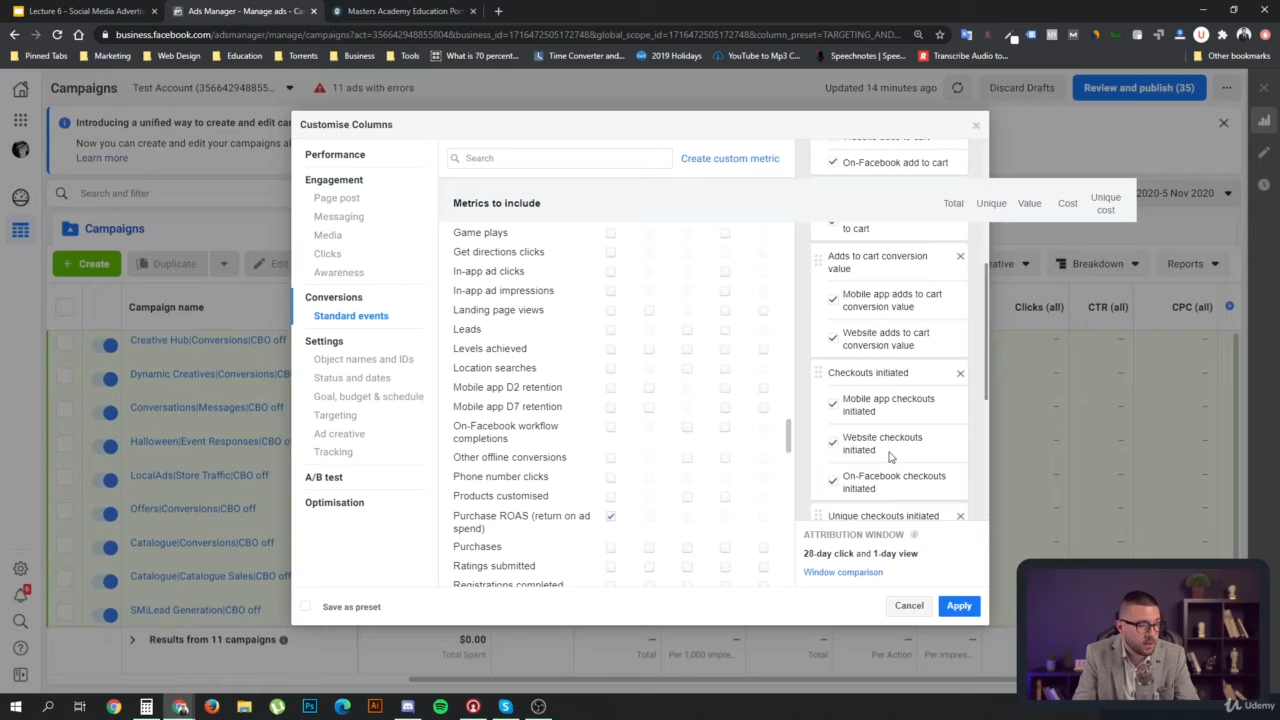 Lecture 6 - Social Media Adverti
Ads Manager - Manage ads - Ca
Masters Academy Education Por
business.facebook.com/adsmanager/manage/campaigns?act=356642948855804&business_id=1716472505172748&global_scope_id=1716472505172748&column_preset=TARGETING_AND...
Pinned Tabs
Marketing
Web Design
Education
Torrents
Business
Tools
What is 70 percent...
Time Converter and...
2019 Holidays
YouTube to Mp3 C...
Speechnotes | Spee...
Transcribe Audio to...
Other bookmarks
Campaigns
Test Account (3566429488 55...
11 ads with errors
Updated 14 minutes ago
Discard Drafts
Review and publish (35)
Introducing a unified way to create and edit car
Now you can create and edit your campaigns al
Learn more
Search and filter
2020-5 Nov 2020
Campaigns
Create
Duplicate
Edit
Breakdown
Reports
Campaign name
Clicks (all)
CTR (all)
CPC (all)
Creative Hub|Conversions|CBO off
Dynamic Creatives|Conversions|CB
Conversations|Messages|CBO off
Halloween|Event Responses|CBO off
LocalAds|Store Traffic|CBO off
Offers|Conversions|CBO off
Catalogue|Conversions|CBO off
Catalogue|Catalogue Sales|CBO off
SM|Lead Generation|CBO off
Results from 11 campaigns
$0.00
Total Spent
Total
Per 1,000 Impre...
Total
Per Action
Per Impres...
Customise Columns
Performance
Engagement
Page post
Messaging
Media
Clicks
Awareness
Conversions
Standard events
Settings
Object names and IDs
Status and dates
Goal, budget & schedule
Targeting
Ad creative
Tracking
A/B test
Optimisation
Search
Create custom metric
Metrics to include
Total
Unique
Value
Cost
Unique cost
Game plays
Get directions clicks
In-app ad clicks
In-app ad impressions
Landing page views
Leads
Levels achieved
Location searches
Mobile app D2 retention
Mobile app D7 retention
On-Facebook workflow
completions
Other offline conversions
Phone number clicks
Products customised
Purchase ROAS (return on ad
spend)
Purchases
Ratings submitted
Registrations completed
On-Facebook add to cart
to cart
Adds to cart conversion
value
Mobile app adds to cart
conversion value
Website adds to cart
conversion value
Checkouts initiated
Mobile app checkouts
initiated
Website checkouts
initiated
On-Facebook checkouts
initiated
Unique checkouts initiated
ATTRIBUTION WINDOW
28-day click and 1-day view
Window comparison
Save as preset
Cancel
Apply
Udemy